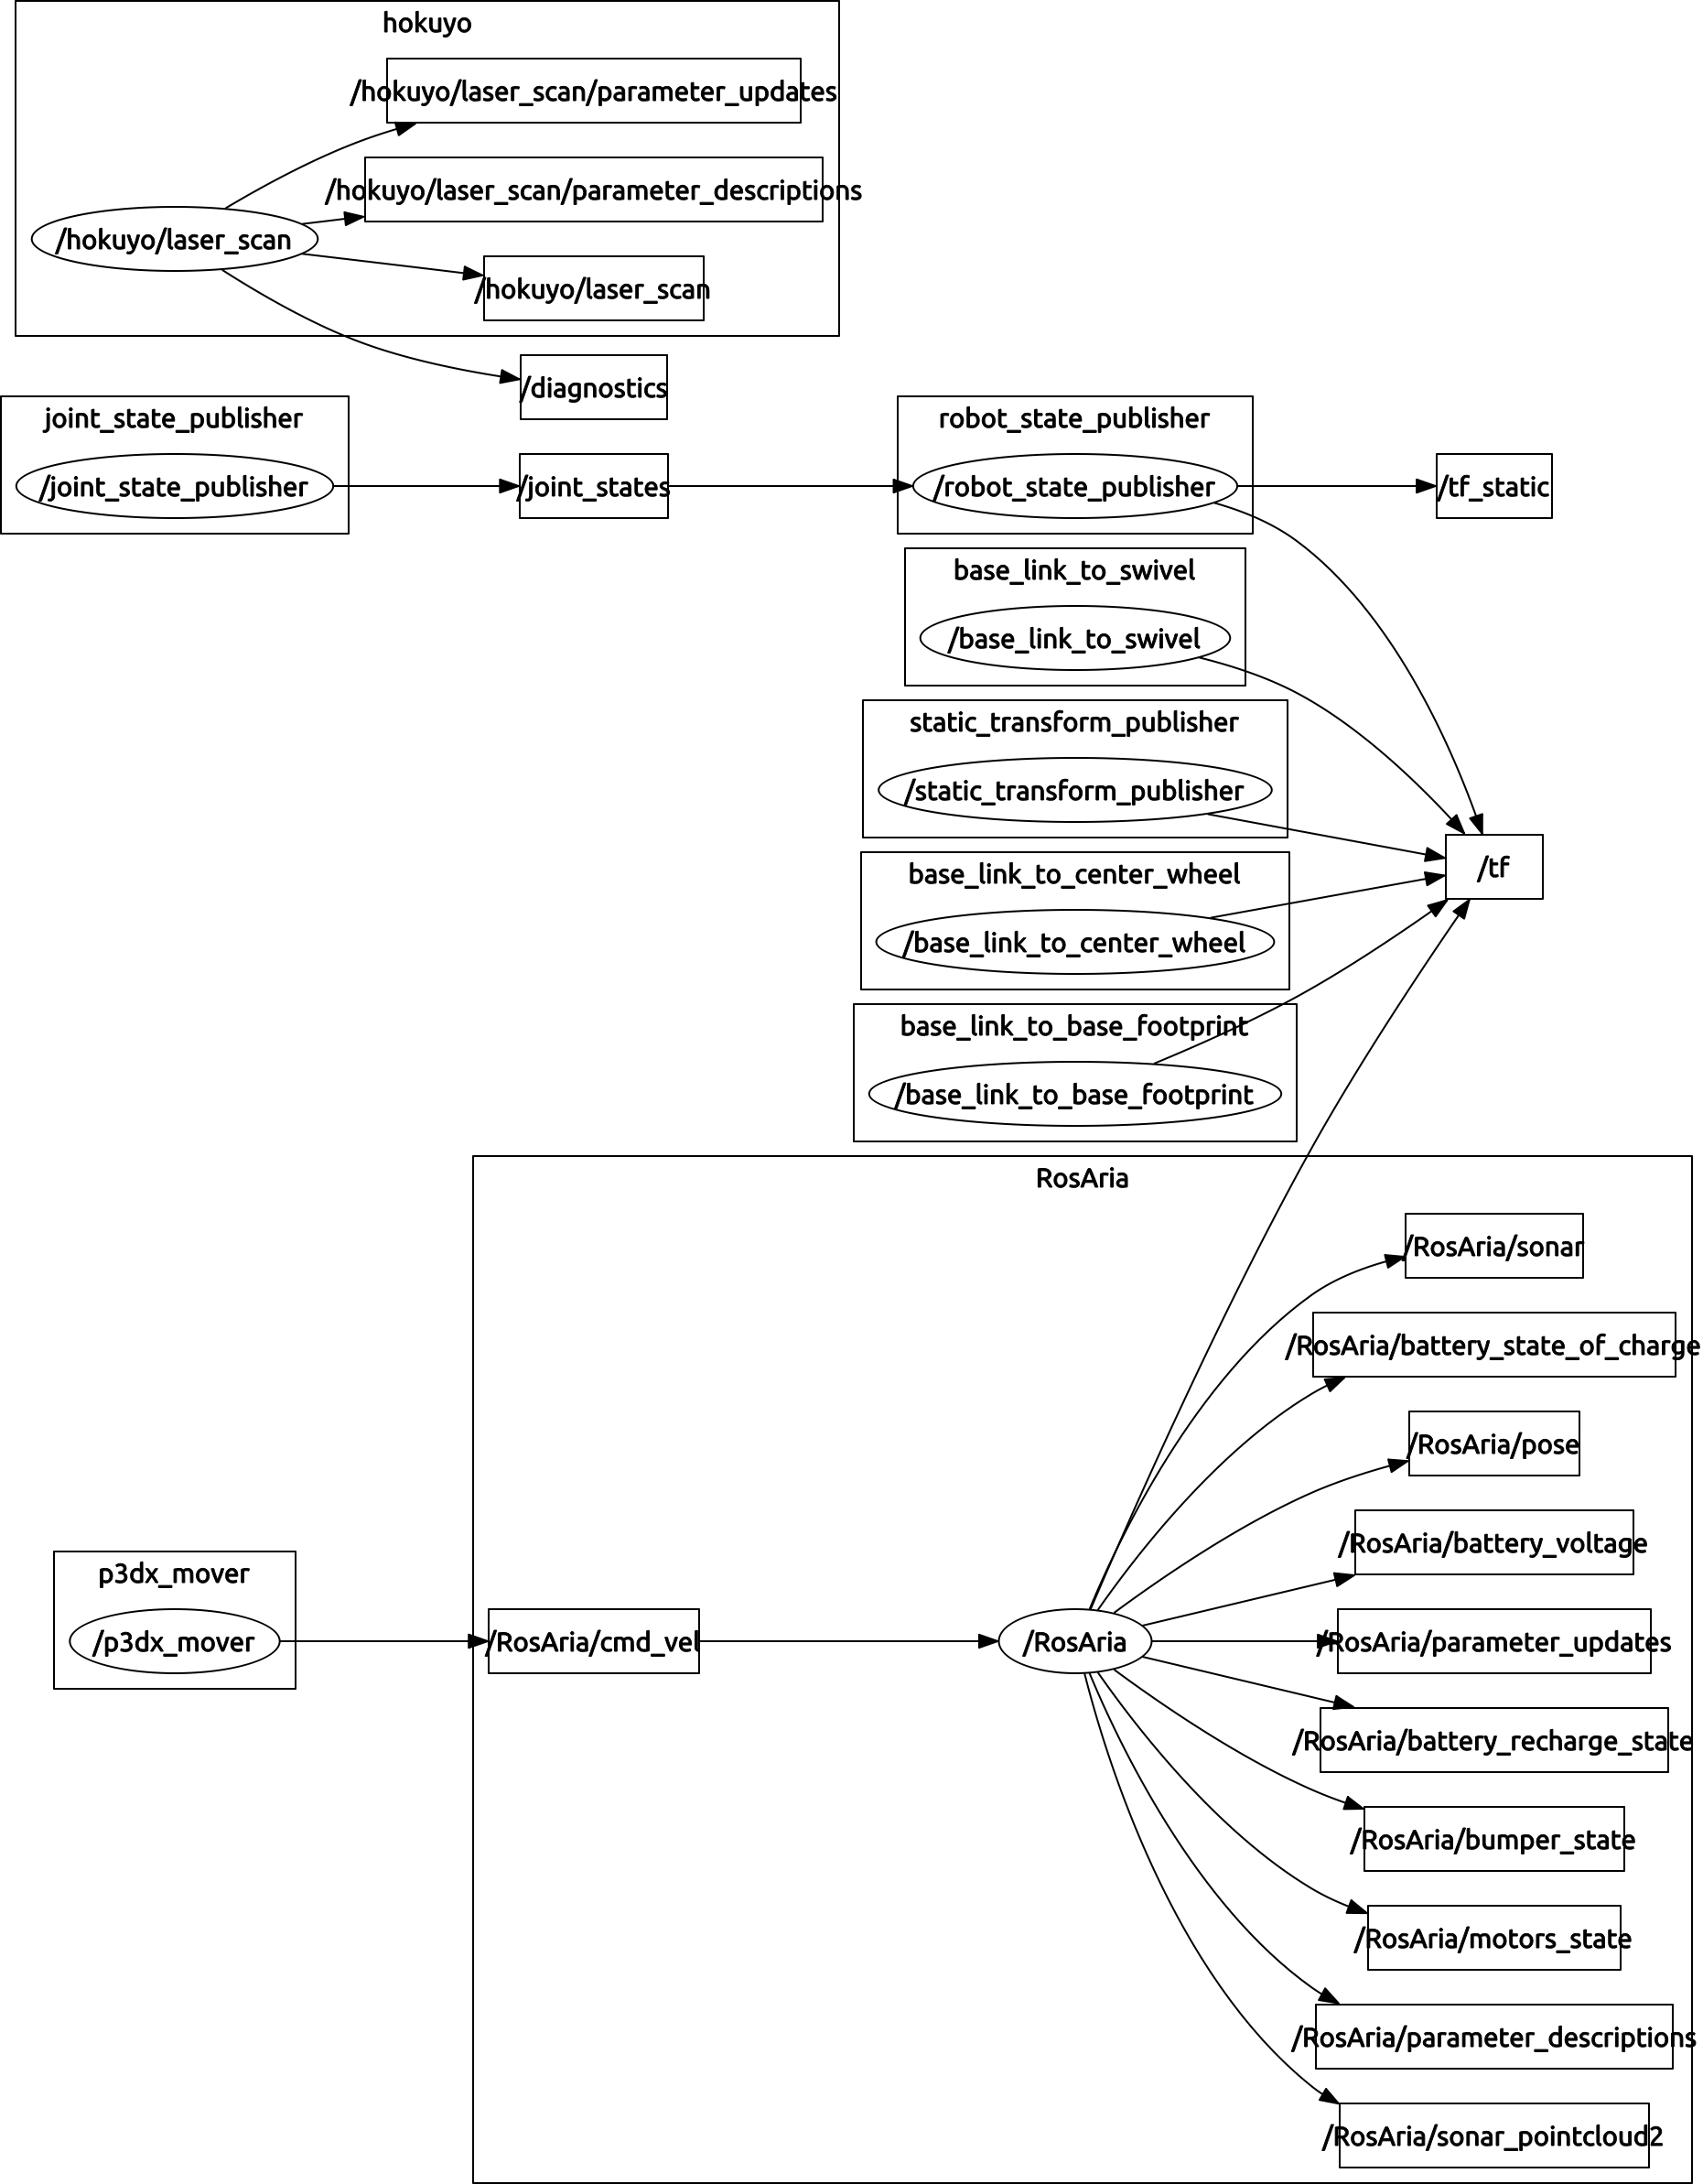 hokuyo
/hokuyo/laser_scan/parameter_updates
/hokuyo/laser_scan/parameter_descriptions
/hokuyo/laser_scan
/hokuyo/laser_scan
/diagnostics
joint_state_publisher
/joint_state_publisher
/joint_states
robot_state_publisher
/robot_state_publisher
/tf_static
base_link_to_swivel
/base_link_to_swivel
static_transform_publisher
/static_transform_publisher
/tf
base_link_to_center_wheel
/base_link_to_center_wheel
base_link_to_base_footprint
/base_link_to_base_footprint
RosAria
/RosAria/sonar
/RosAria/battery_state_of_charge
/RosAria/pose
/RosAria/battery_voltage
p3dx_mover
/p3dx_mover
/RosAria/cmd_vel
/RosAria
/RosAria/parameter_updates
/RosAria/battery_recharge_state
/RosAria/bumper_state
/RosAria/motors_state
/RosAria/parameter_descriptions
/RosAria/sonar_pointcloud2